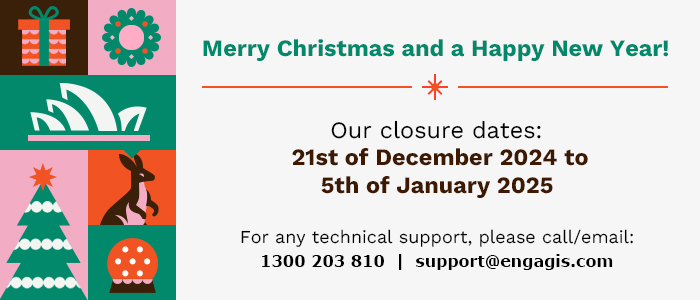 Merry Christmas and a Happy New Year!
Our closure dates:
21st of December 2024 to
5th of January 2025
For any technical support, please call/email:
1300 203 810 | support@engagis.com